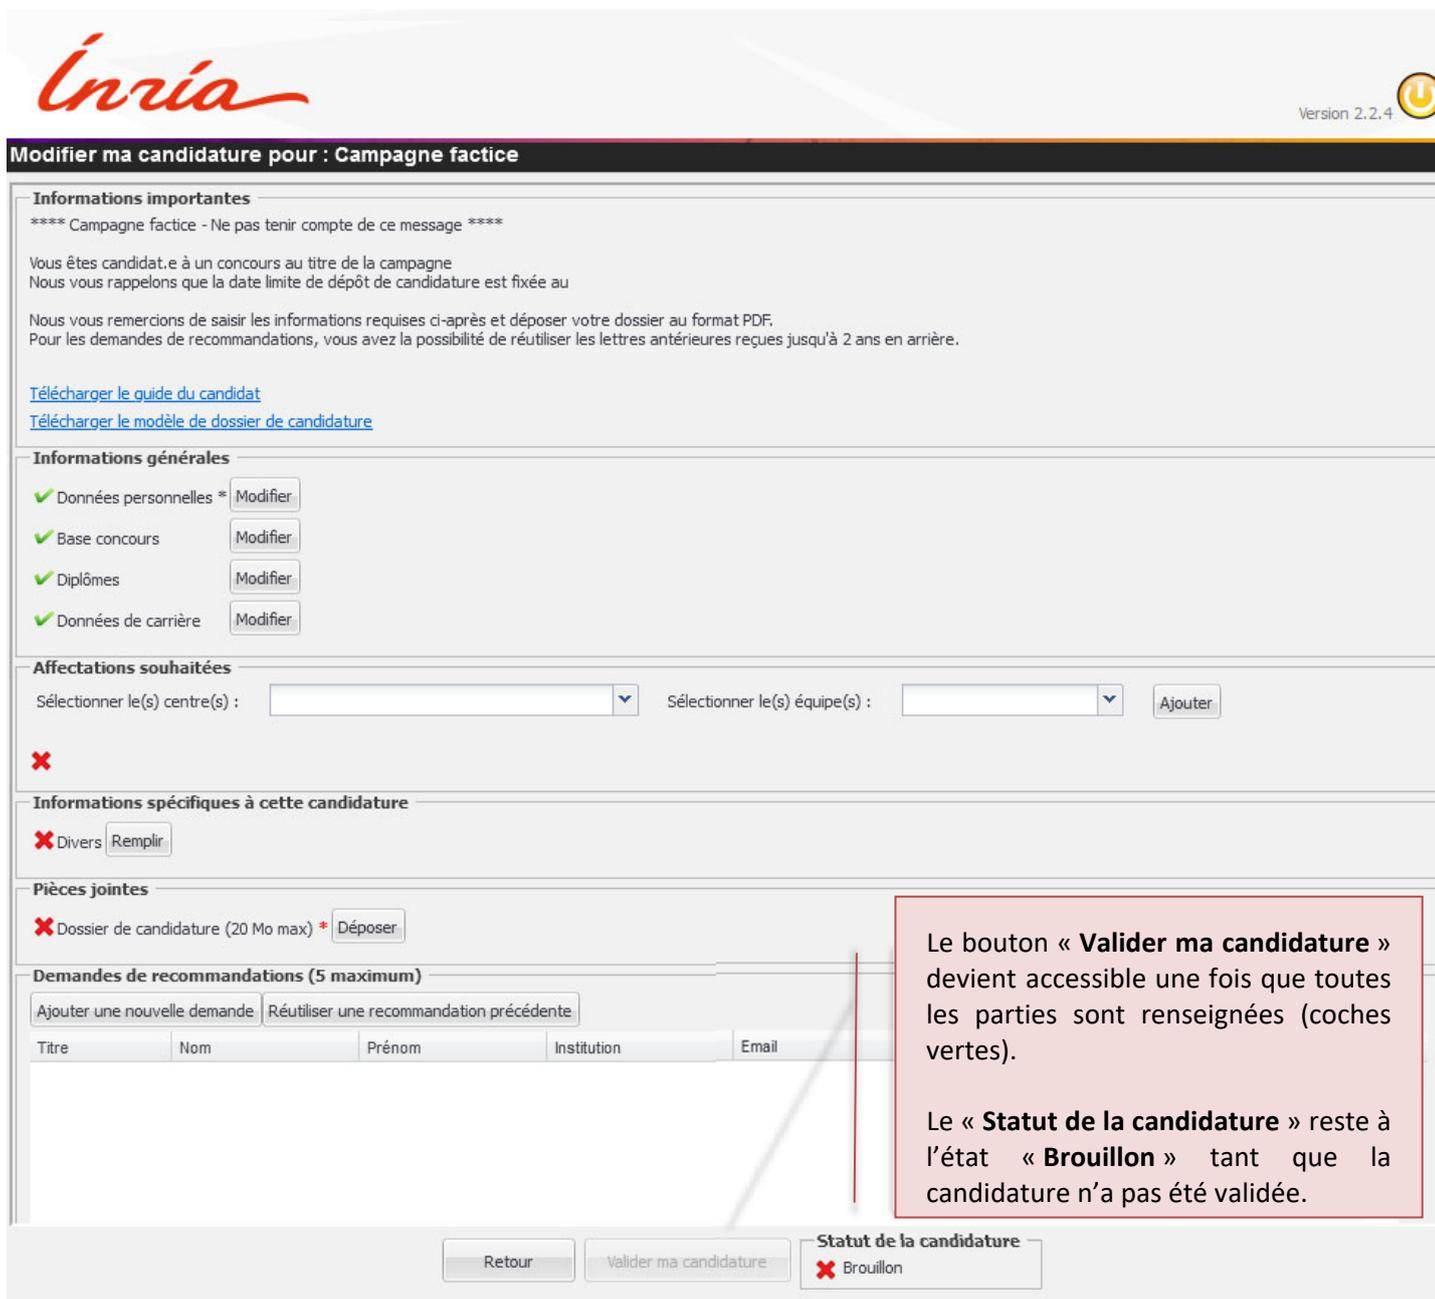 Inria
Version 2.2.4
Modifier ma candidature pour : Campagne factice
Informations importantes
**** Campagne factice - Ne pas tenir compte de ce message ****
Vous êtes candidat.e à un concours au titre de la campagne
Nous vous rappelons que la date limite de dépôt de candidature est fixée au
Nous vous remercions de saisir les informations requises ci-après et déposer votre dossier au format PDF.
Pour les demandes de recommandations, vous avez la possibilité de réutiliser les lettres antérieures reçues jusqu'à 2 ans en arrière.
Télécharger le guide du candidat
Télécharger le modèle de dossier de candidature
Informations générales
Données personnelles * Modifier
Base concours Modifier
Diplômes Modifier
Données de carrière Modifier
Affectations souhaitées
Sélectionner le(s) centre(s) : Sélectionner le(s) équipe(s) : Ajouter
Informations spécifiques à cette candidature
Divers Remplir
Pièces jointes
Dossier de candidature (20 Mo max) * Déposer
Demandes de recommandations (5 maximum)
Ajouter une nouvelle demande Réutiliser une recommandation précédente
Titre Nom Prénom Institution Email
Le bouton « Valider ma candidature »
devient accessible une fois que toutes
les parties sont renseignées (coches
vertes).
Le « Statut de la candidature » reste à
l’état « Brouillon » tant que la
candidature n’a pas été validée.
Retour Valider ma candidature
Statut de la candidature
Brouillon